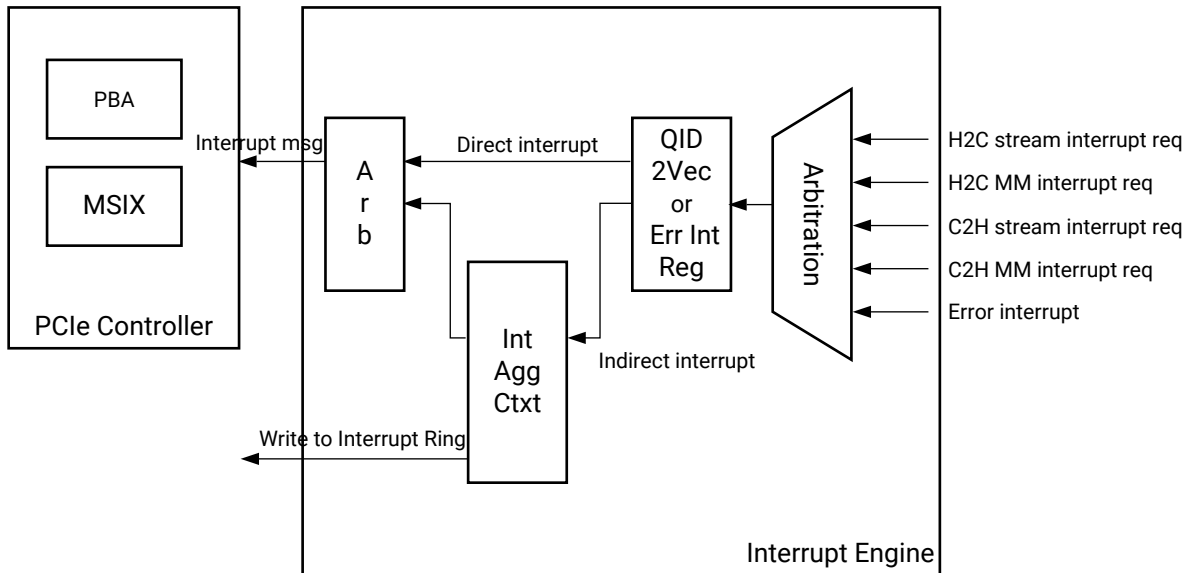 PBA
MSIX
PCIe Controller
Interrupt msg
A
r
b
Direct interrupt
QID
2Vec
or
Err Int
Reg
Arbitration
H2C stream interrupt req
H2C MM interrupt req
C2H stream interrupt req
C2H MM interrupt req
Error interrupt
Int
Agg
Ctxt
Indirect interrupt
Write to Interrupt Ring
Interrupt Engine